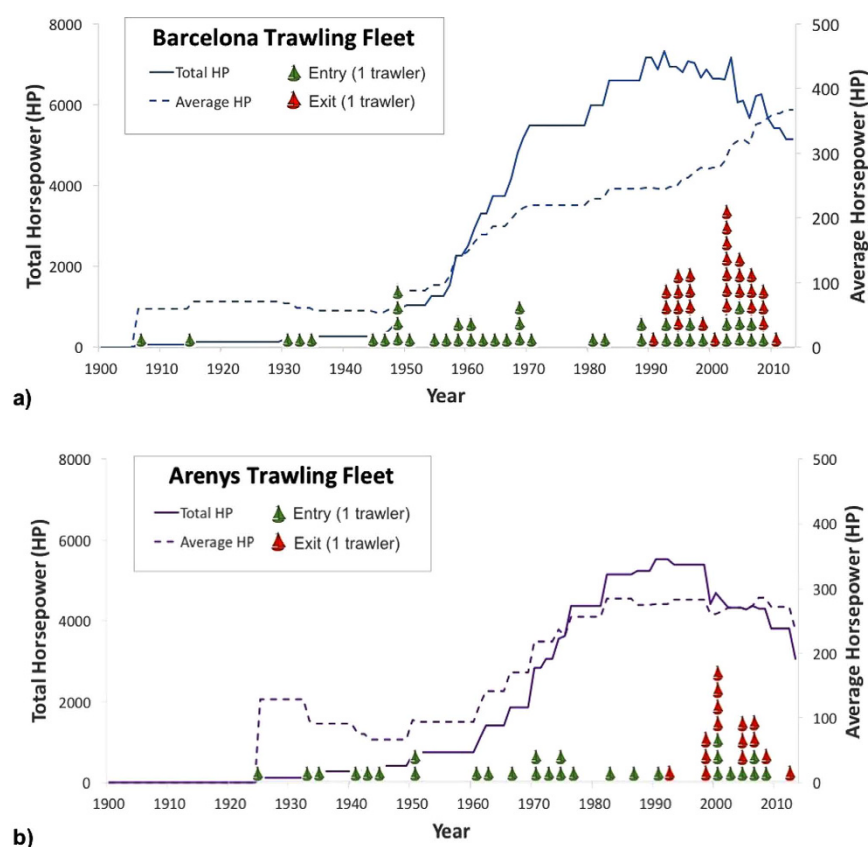 Barcelona Trawling Fleet
Total HP
Entry (1 trawler)
Average HP
Exit (1 trawler)
Total Horsepower (HP)
8000
6000
4000
2000
0
500
400
300
200
100
0
Average Horsepower (HP)
1900 1910 1920 1930 1940 1950 1960 1970 1980 1990 2000 2010
Year
a)
Arenys Trawling Fleet
Total HP
Entry (1 trawler)
Average HP
Exit (1 trawler)
Total Horsepower (HP)
8000
6000
4000
2000
0
500
400
300
200
100
0
Average Horsepower (HP)
1900 1910 1920 1930 1940 1950 1960 1970 1980 1990 2000 2010
Year
b)